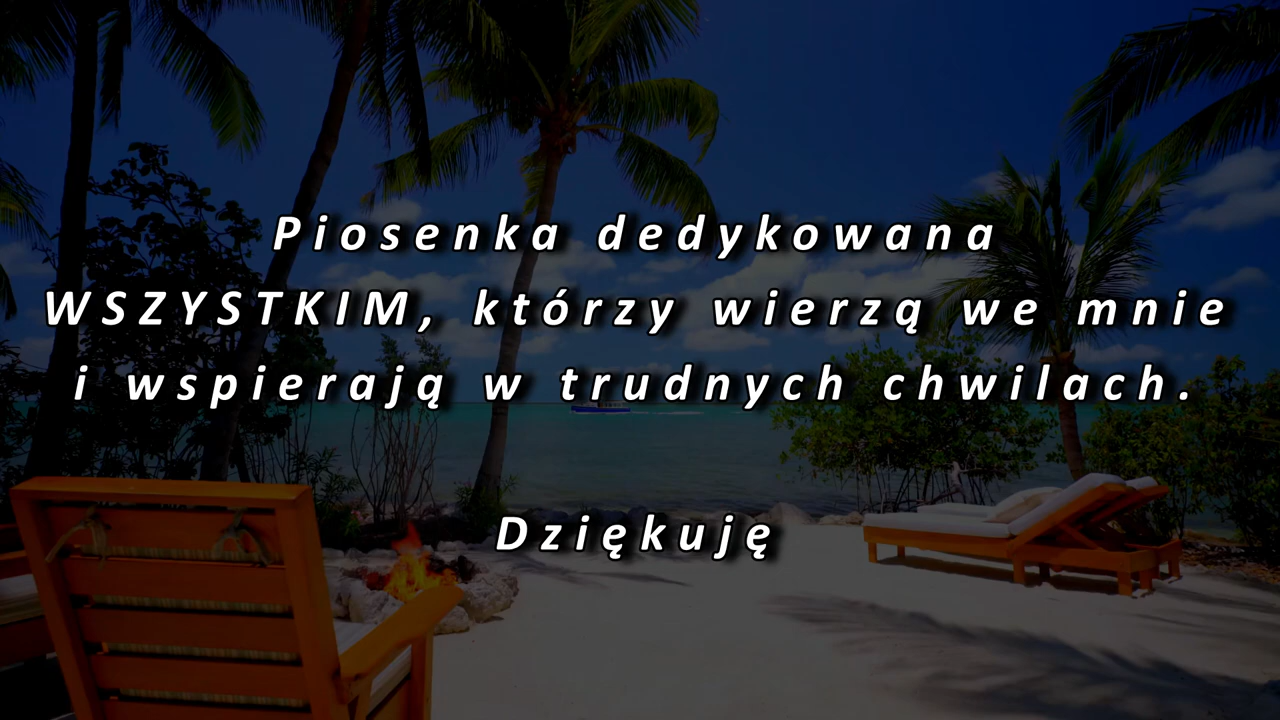 Piosenka dedykowana
WSZYSTKIM, którzy wierzą we mnie
i wspierają w trudnych chwilach.
Dziękuję